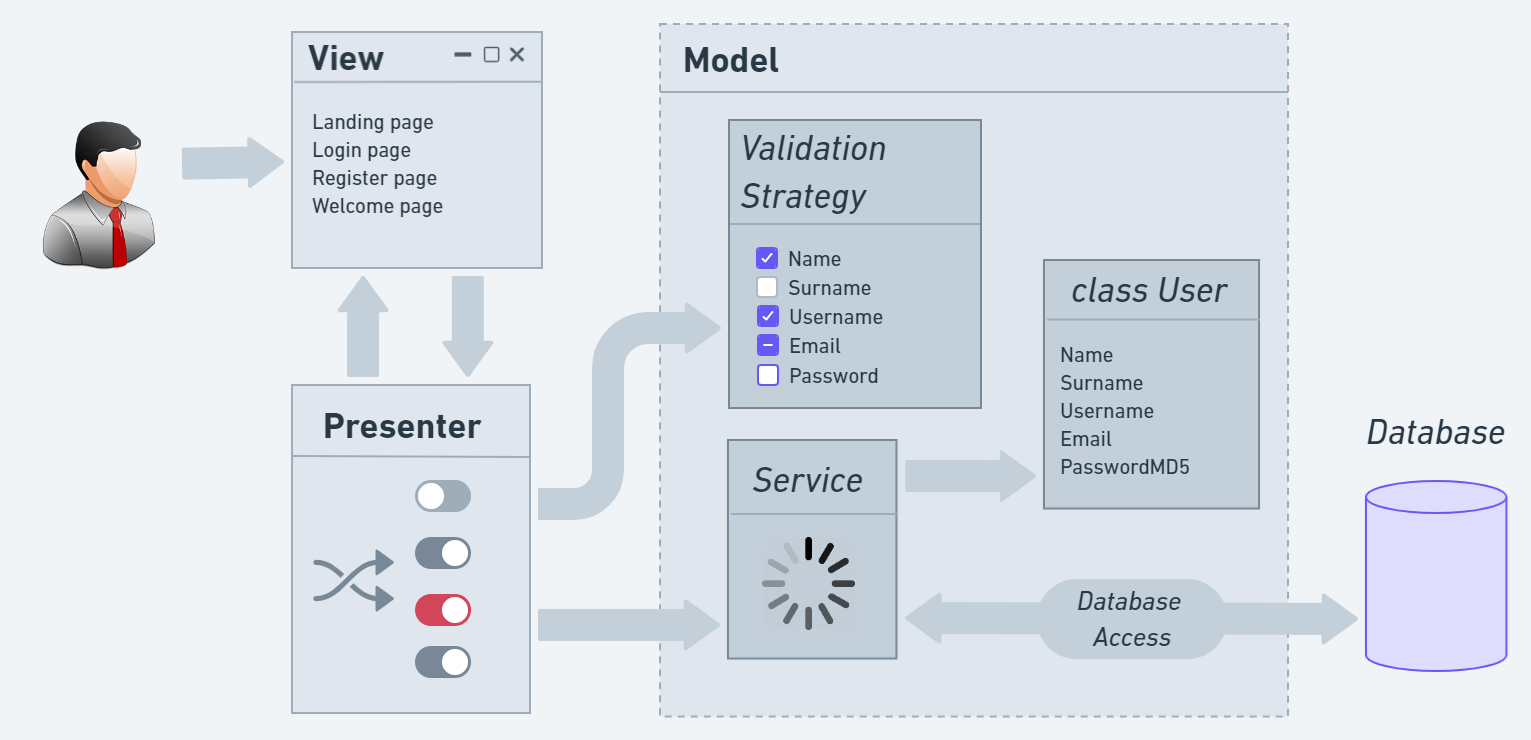 View
Landing page
Login page
Register page
Welcome page
Presenter
Model
Validation
Strategy
Name
Surname
Username
Email
Password
Service
class User
Name
Surname
Username
Email
PasswordMD5
Database
Access
Database